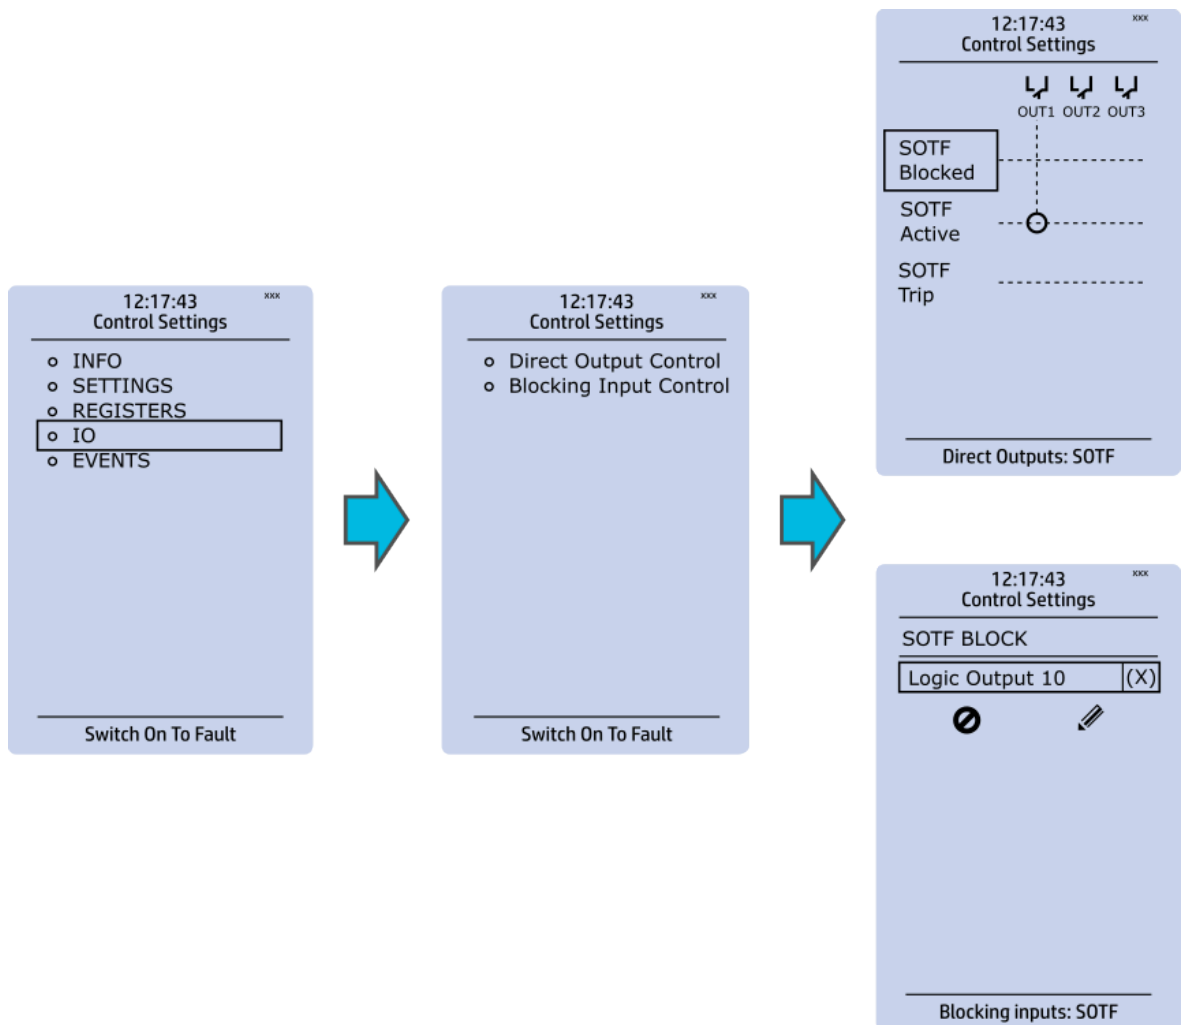 12:17:43 xxx
Control Settings
INFO
SETTINGS
REGISTERS
IO
EVENTS
Switch On To Fault
12:17:43 xxx
Control Settings
Direct Output Control
Blocking Input Control
Switch On To Fault
12:17:43 xxx
Control Settings
OUT1 OUT2 OUT3
SOTF
Blocked
SOTF
Active
SOTF
Trip
Direct Outputs: SOTF
12:17:43 xxx
Control Settings
SOTF BLOCK
Logic Output 10 (X)
Blocking inputs: SOTF